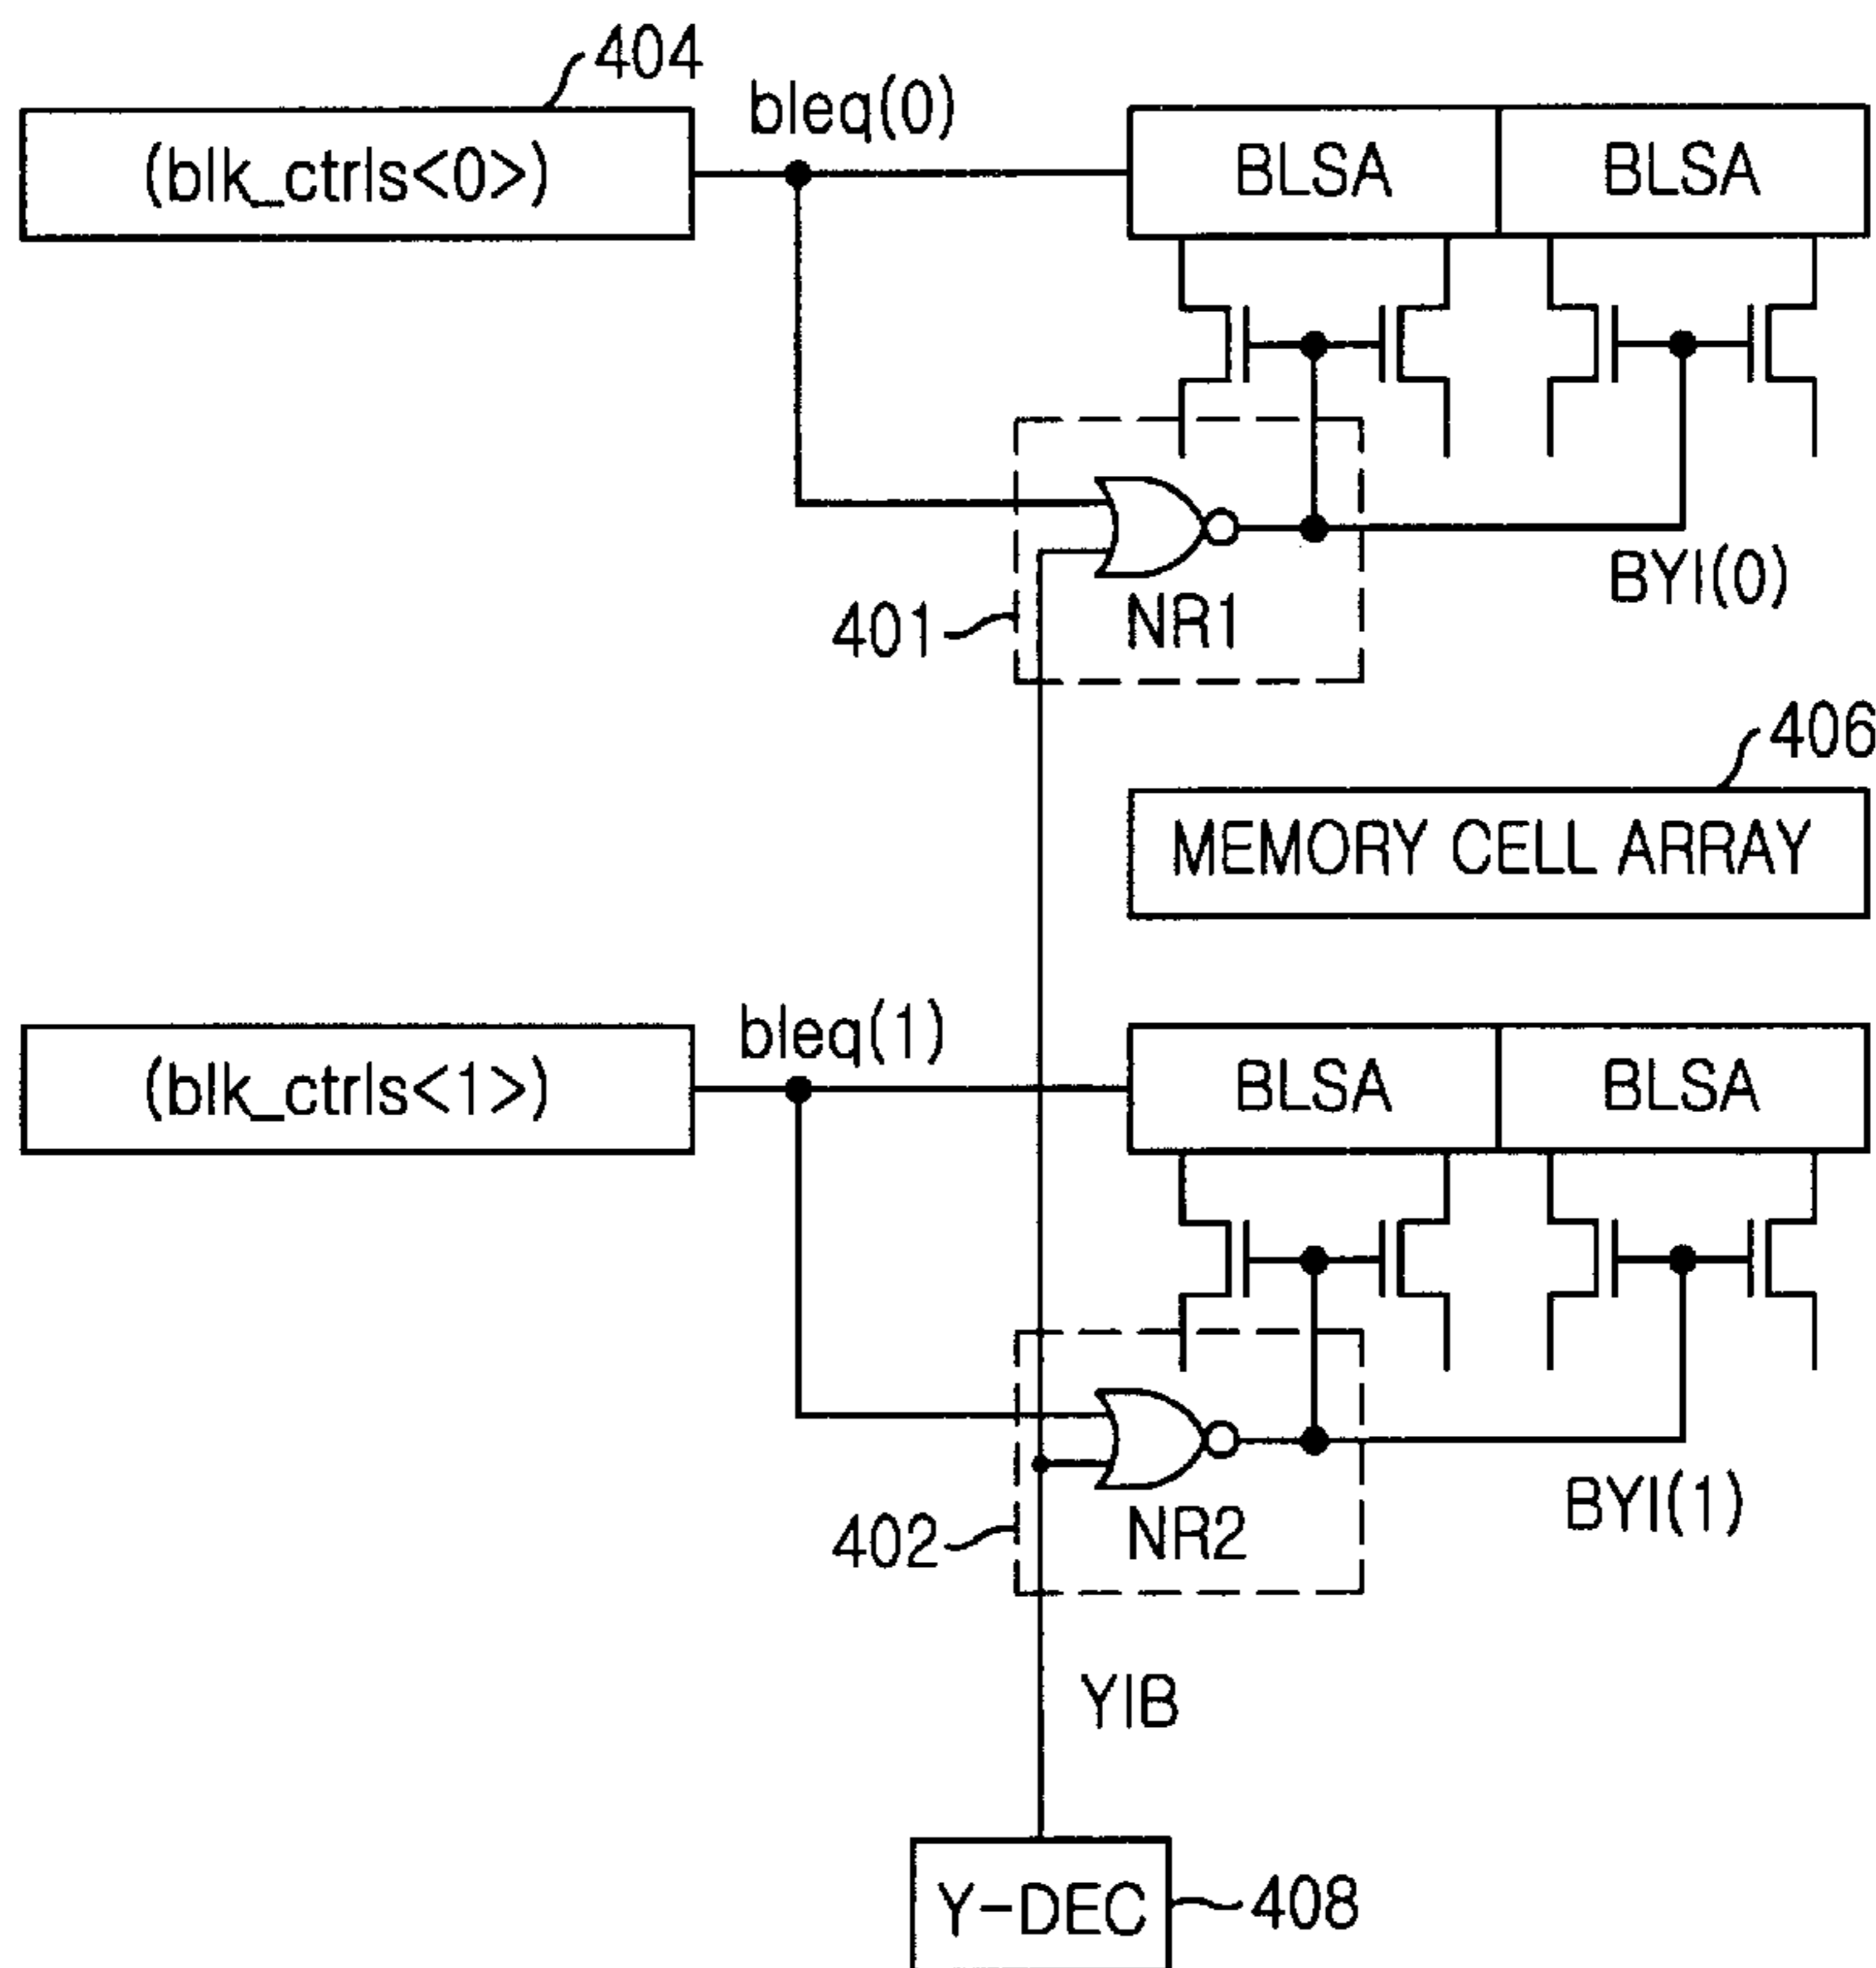 404
bleq(0)
(blk_ctrls<0>)
BLSA
BLSA
BYI(0)
401
NR1
406
MEMORY CELL ARRAY
bleq(1)
(blk_ctrls<1>)
BLSA
BLSA
BYI(1)
402
NR2
YIB
Y-DEC
408